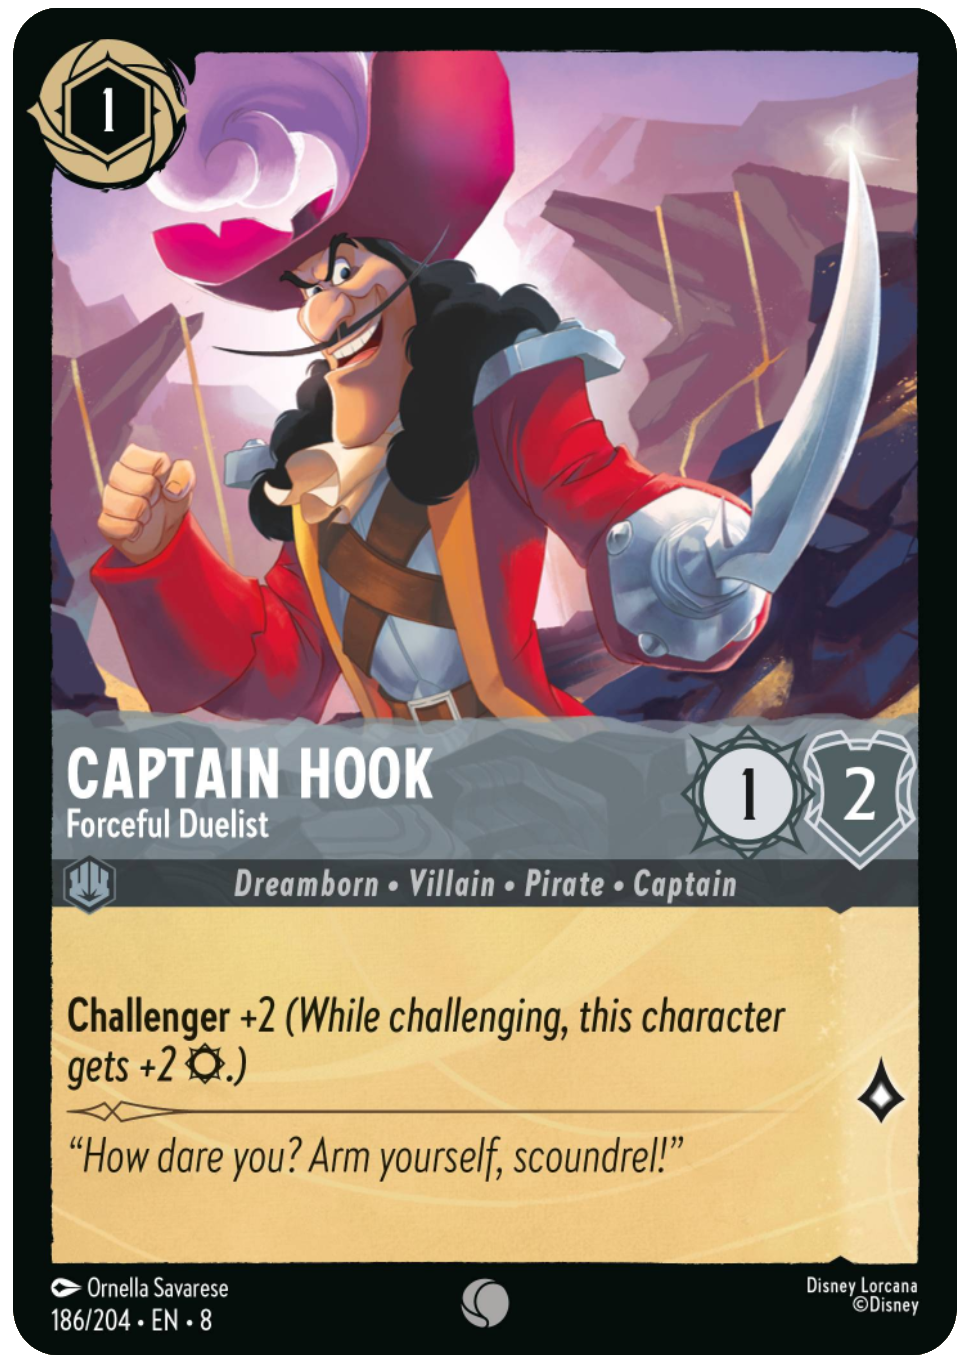 1
CAPTAIN HOOK
Forceful Duelist
1
2
Dreamborn • Villain • Pirate • Captain
Challenger +2 (While challenging, this character
gets +2 .)
“How dare you? Arm yourself, scoundrel!”
Ornella Savarese
186/204 • EN • 8
Disney Lorcana
©Disney